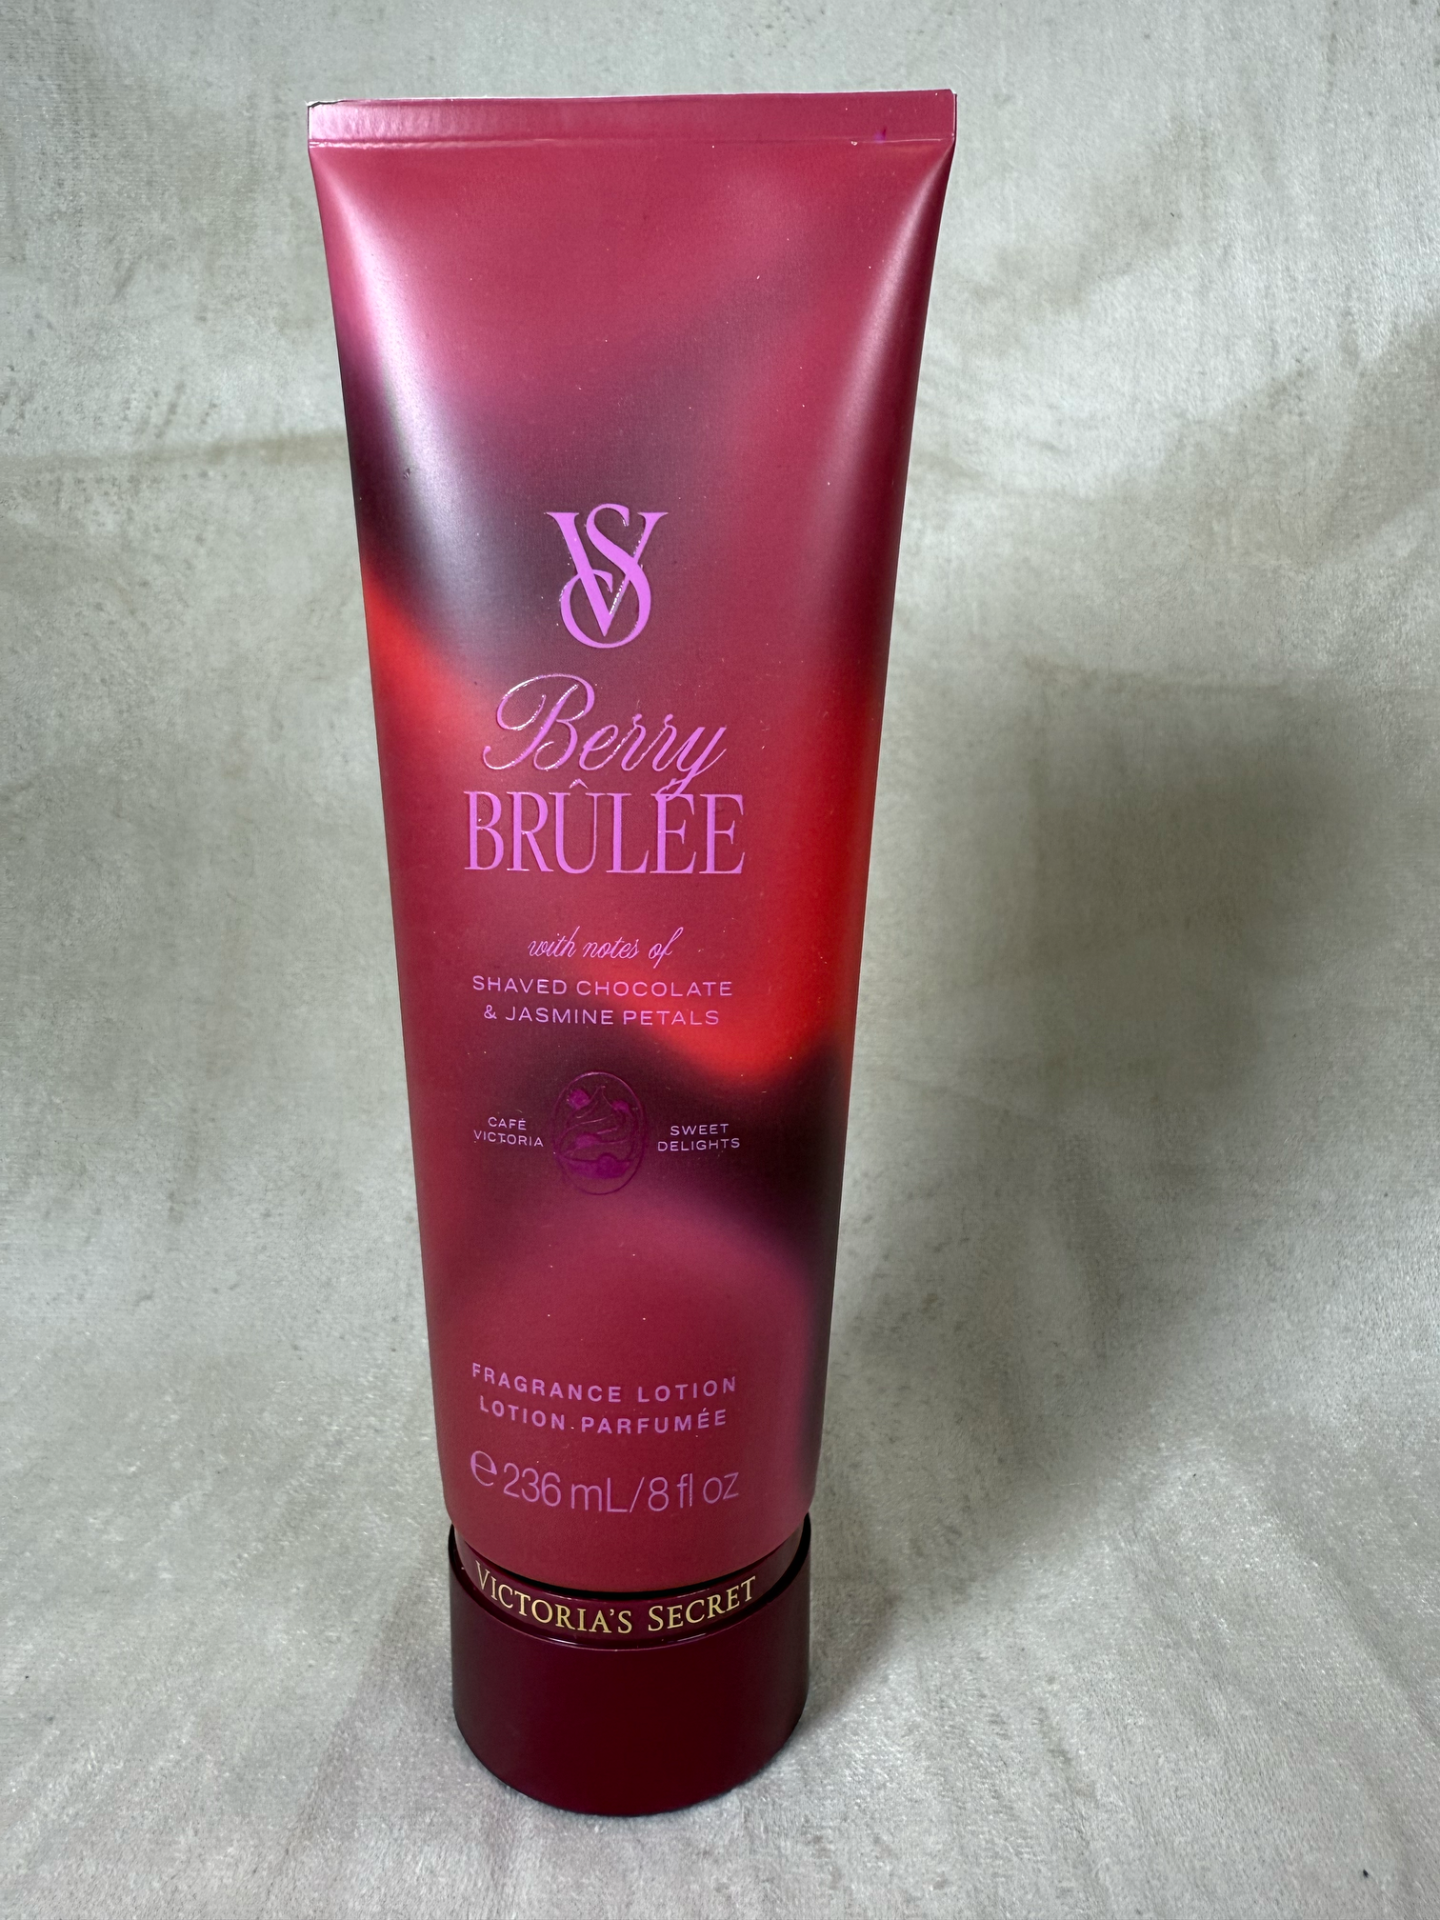 VS
Berry
BRÛLÉE
with notes of
SHAVED CHOCOLATE
& JASMINE PETALS
CAFÉ
VICTORIA
SWEET
DELIGHTS
FRAGRANCE LOTION
LOTION PARFUMÉE
e 236 mL/8 fl oz
VICTORIA'S SECRET